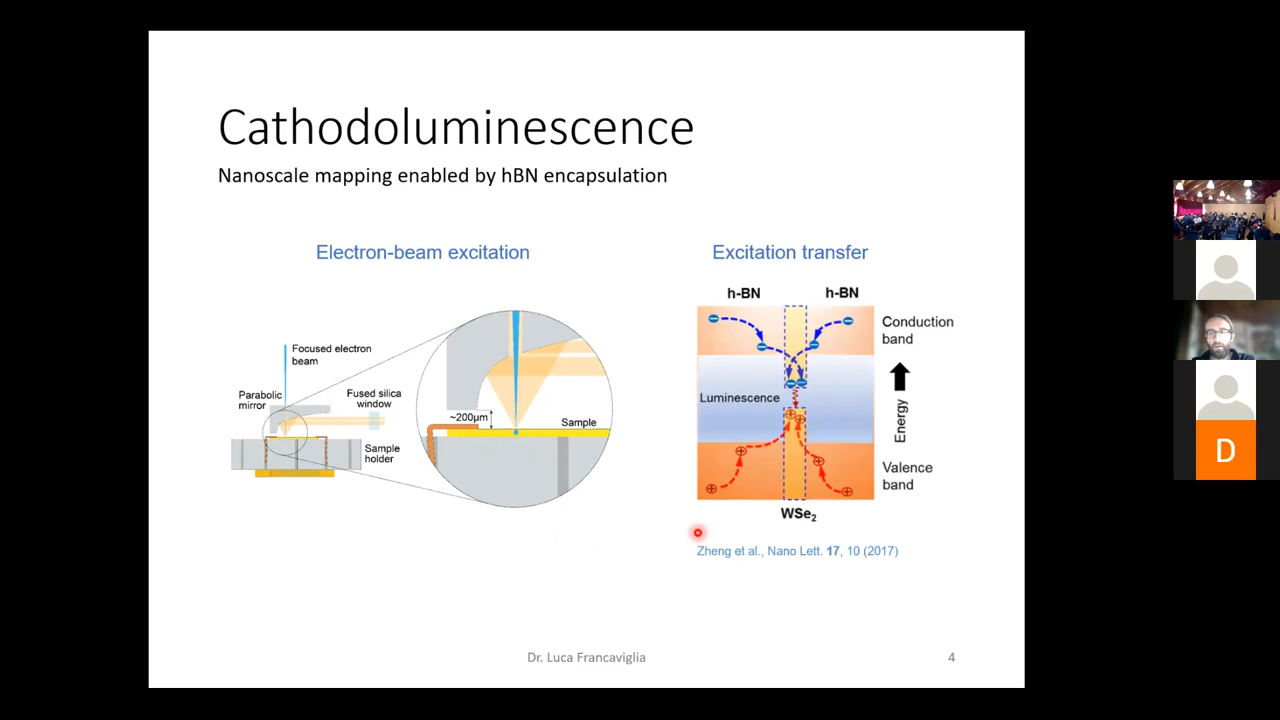 Cathodoluminescence
Nanoscale mapping enabled by hBN encapsulation
Electron-beam excitation
Focused electron
beam
Parabolic
mirror
Fused silica
window
Sample
holder
~200μm
Sample
Excitation transfer
h-BN
h-BN
Conduction
band
Luminescence
Energy
Valence
band
WSe₂
Zheng et al., Nano Lett. 17, 10 (2017)
Dr. Luca Francaviglia
4
D